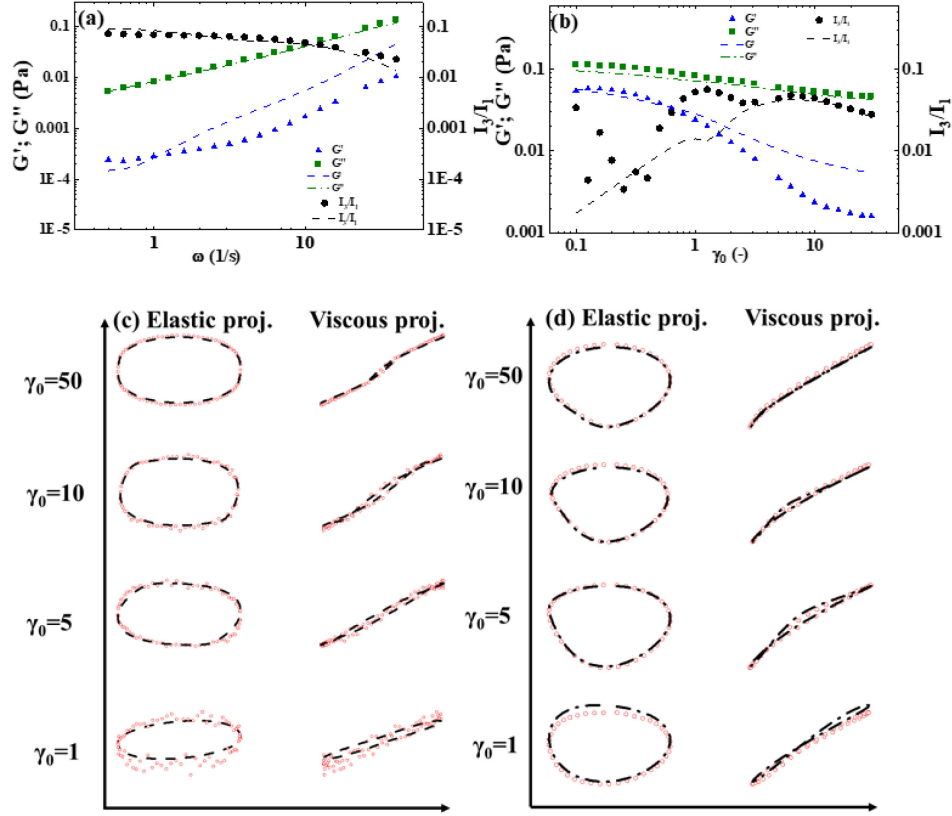 (a)
G'; G'' (Pa)
0.1
0.01
0.001
1E-4
1E-5
1
10
ω (1/s)
0.1
0.01
0.001
1E-4
1E-5
I3/I1
G'
G''
G'
G''
I3/I1
I3/I1
(b)
G'; G'' (Pa)
0.1
0.01
0.001
0.1
1
10
γ0 (-)
0.1
0.01
0.001
I3/I1
G'
G''
G'
G''
I3/I1
I3/I1
(c) Elastic proj. Viscous proj.
γ0=50
γ0=10
γ0=5
γ0=1
(d) Elastic proj. Viscous proj.
γ0=50
γ0=10
γ0=5
γ0=1